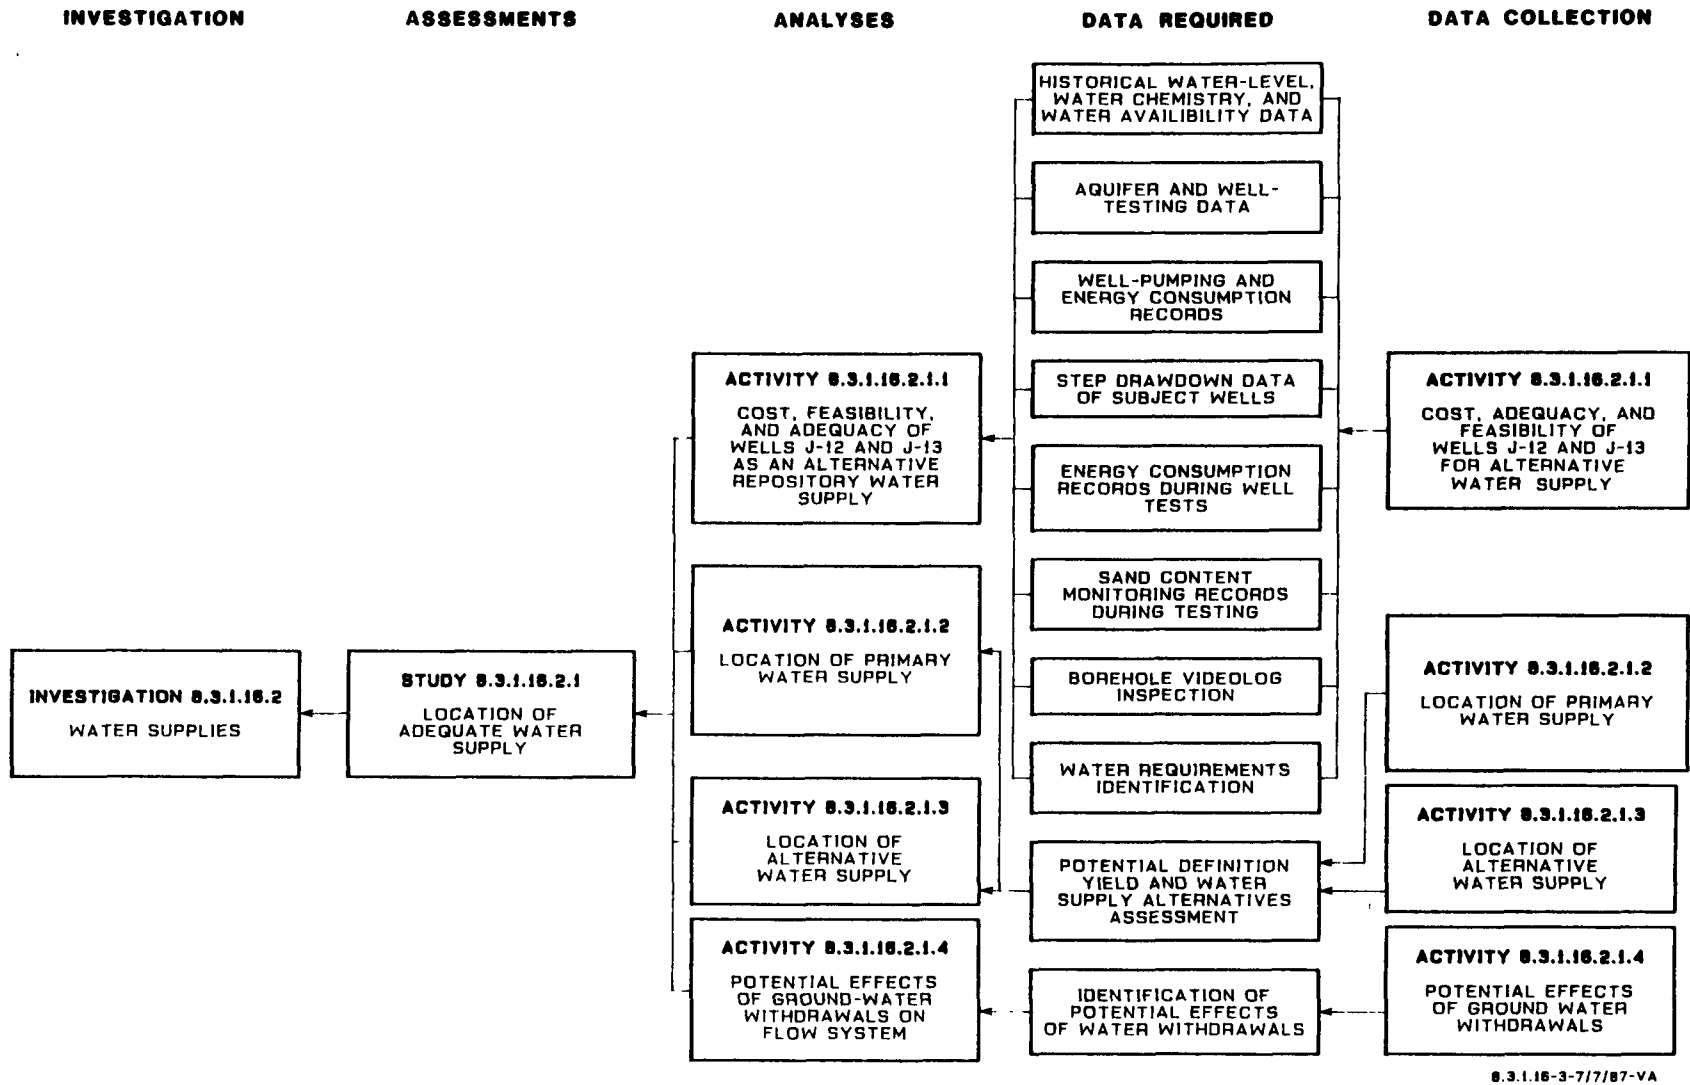 INVESTIGATION
ASSESSMENTS
ANALYSES
DATA REQUIRED
DATA COLLECTION
INVESTIGATION 8.3.1.16.2
WATER SUPPLIES
STUDY 8.3.1.16.2.1
LOCATION OF
ADEQUATE WATER
SUPPLY
ACTIVITY 8.3.1.16.2.1.1
COST, FEASIBILITY,
AND ADEQUACY OF
WELLS J-12 AND J-13
AS AN ALTERNATIVE
REPOSITORY WATER
SUPPLY
ACTIVITY 8.3.1.16.2.1.2
LOCATION OF PRIMARY
WATER SUPPLY
ACTIVITY 8.3.1.16.2.1.3
LOCATION OF
ALTERNATIVE
WATER SUPPLY
ACTIVITY 8.3.1.16.2.1.4
POTENTIAL EFFECTS
OF GROUND-WATER
WITHDRAWALS ON
FLOW SYSTEM
HISTORICAL WATER-LEVEL,
WATER CHEMISTRY, AND
WATER AVAILIBILITY DATA
AQUIFER AND WELL-
TESTING DATA
WELL-PUMPING AND
ENERGY CONSUMPTION
RECORDS
STEP DRAWDOWN DATA
OF SUBJECT WELLS
ENERGY CONSUMPTION
RECORDS DURING WELL
TESTS
SAND CONTENT
MONITORING RECORDS
DURING TESTING
BOREHOLE VIDEOLOG
INSPECTION
WATER REQUIREMENTS
IDENTIFICATION
POTENTIAL DEFINITION
YIELD AND WATER
SUPPLY ALTERNATIVES
ASSESSMENT
IDENTIFICATION OF
POTENTIAL EFFECTS
OF WATER WITHDRAWALS
ACTIVITY 8.3.1.16.2.1.1
COST, ADEQUACY, AND
FEASIBILITY OF
WELLS J-12 AND J-13
FOR ALTERNATIVE
WATER SUPPLY
ACTIVITY 8.3.1.16.2.1.2
LOCATION OF PRIMARY
WATER SUPPLY
ACTIVITY 8.3.1.16.2.1.3
LOCATION OF
ALTERNATIVE
WATER SUPPLY
ACTIVITY 8.3.1.16.2.1.4
POTENTIAL EFFECTS
OF GROUND WATER
WITHDRAWALS
8.3.1.16-3-7/7/87-VA